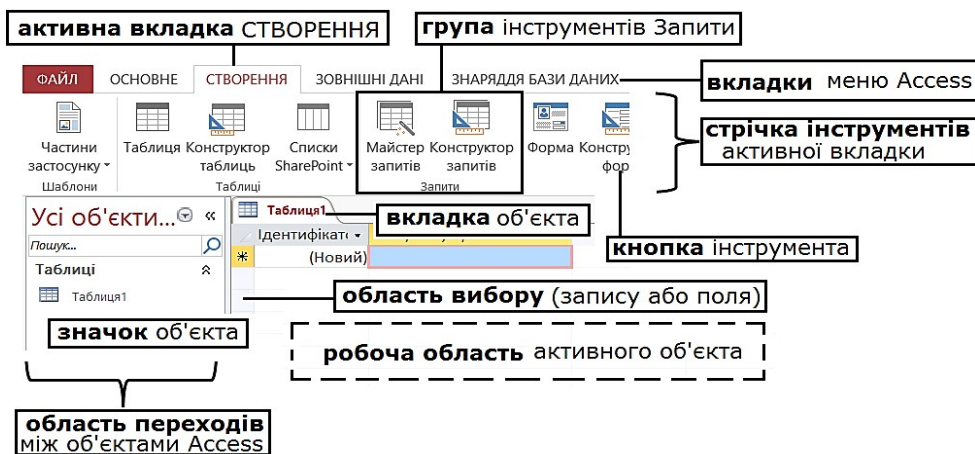 активна вкладка СТВОРЕННЯ
група інструментів Запити
ФАЙЛ ОСНОВНЕ СТВОРЕННЯ ЗОВНІШНІ ДАНІ ЗНАРЯДДЯ БАЗИ ДАНИХ
вкладки меню Access
Частини застосунку
Таблиця
Конструктор таблиць
Списки SharePoint
Майстер запитів
Конструктор запитів
Форма
Шаблони
Таблиці
Запити
стрічка інструментів
активної вкладки
Усі об'єкти...
Таблиця1
вкладка об'єкта
Пошук...
(Новий)
кнопка інструмента
Таблиці
Таблиця1
область вибору (запису або поля)
значок об'єкта
робоча область активного об'єкта
область переходів
між об'єктами Access